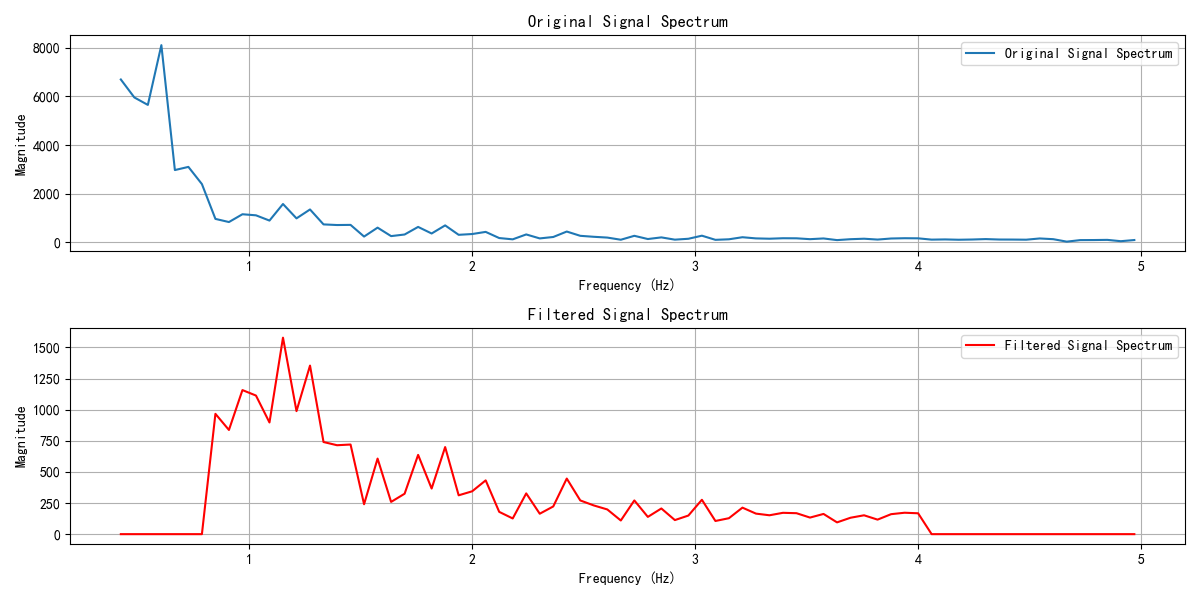 Original Signal Spectrum
Original Signal Spectrum
Magnitude
8000
6000
4000
2000
0
1 2 3 4 5
Frequency (Hz)
Filtered Signal Spectrum
Filtered Signal Spectrum
Magnitude
1500
1250
1000
750
500
250
0
1 2 3 4 5
Frequency (Hz)